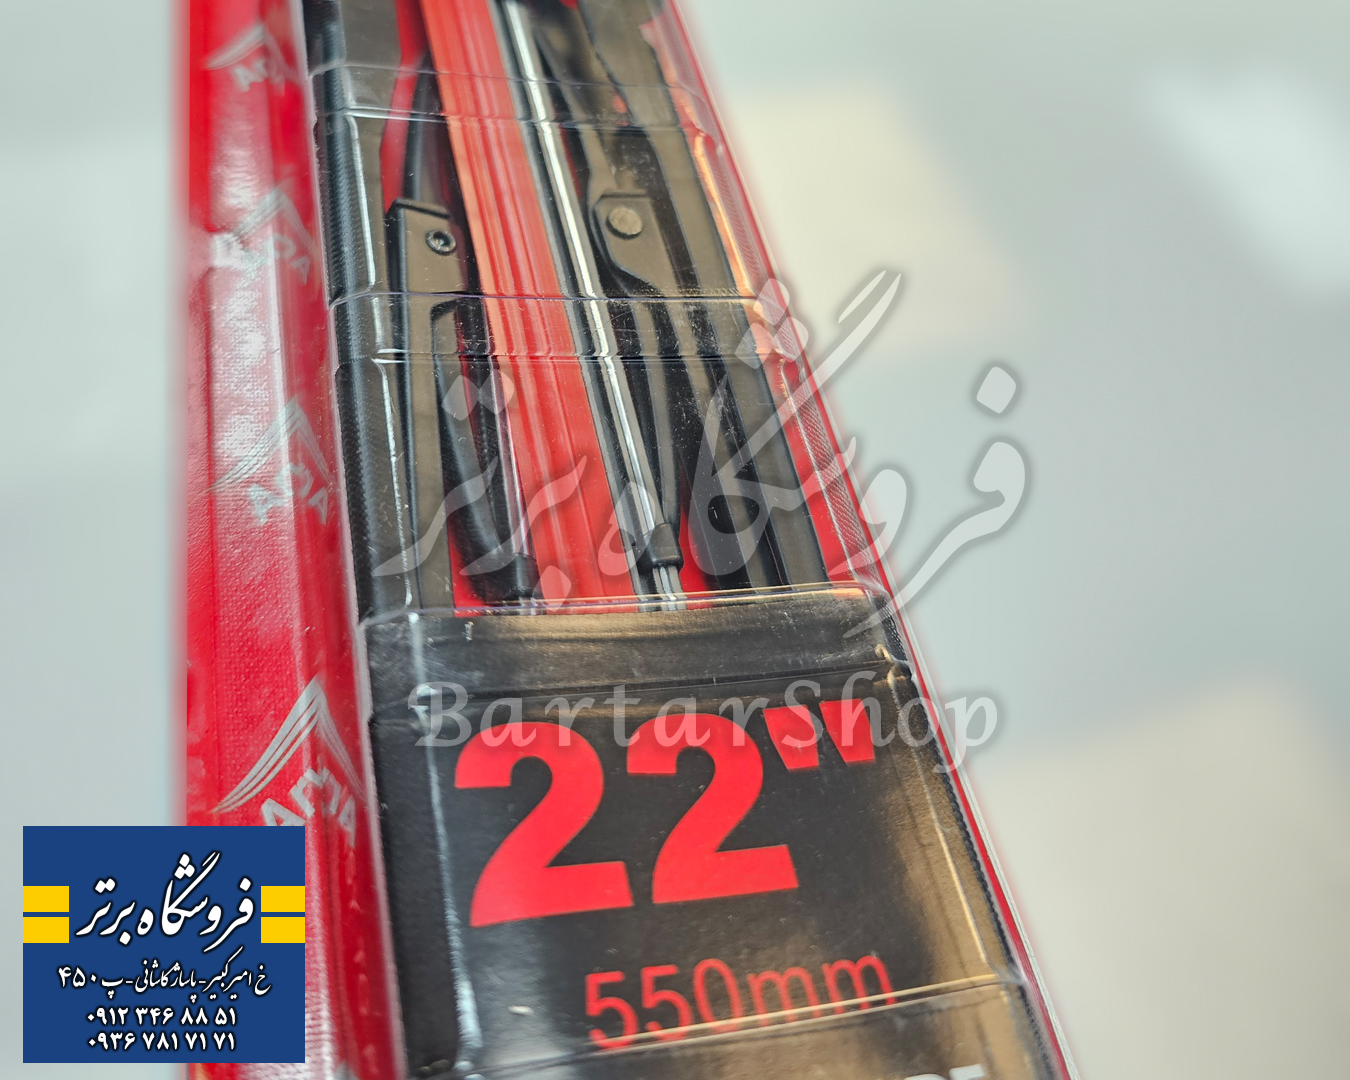 فروشگاه برتر
BartarShop
22"
550mm
Arya
فروشگاه برتر
خ امیرکبیر-پاساژ کاشانی-پ ۴۵۰
۰۹۱۲ ۳۴۶ ۸۸ ۵۱
۰۹۳۶ ۷۸۱ ۷۱ ۷۱